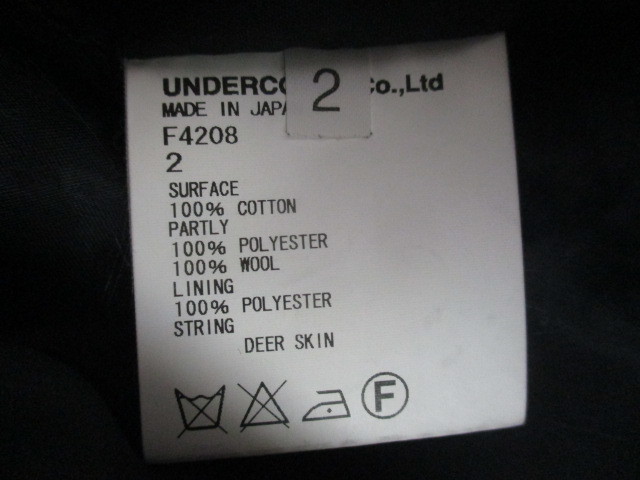 UNDERCO
2
Co.,Ltd
MADE IN JAPA
F4208
2
SURFACE
100% COTTON
PARTLY
100% POLYESTER
100% WOOL
LINING
100% POLYESTER
STRING
DEER SKIN
F